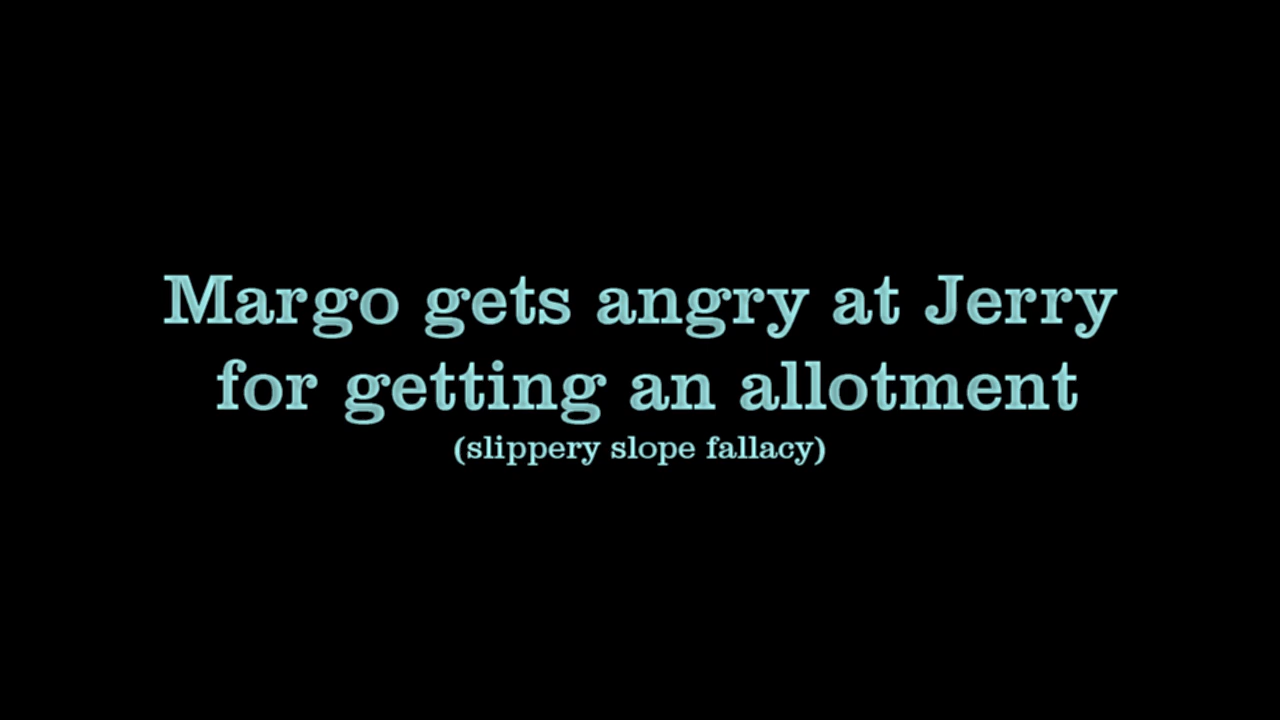 Margo gets angry at Jerry
for getting an allotment
(slippery slope fallacy)